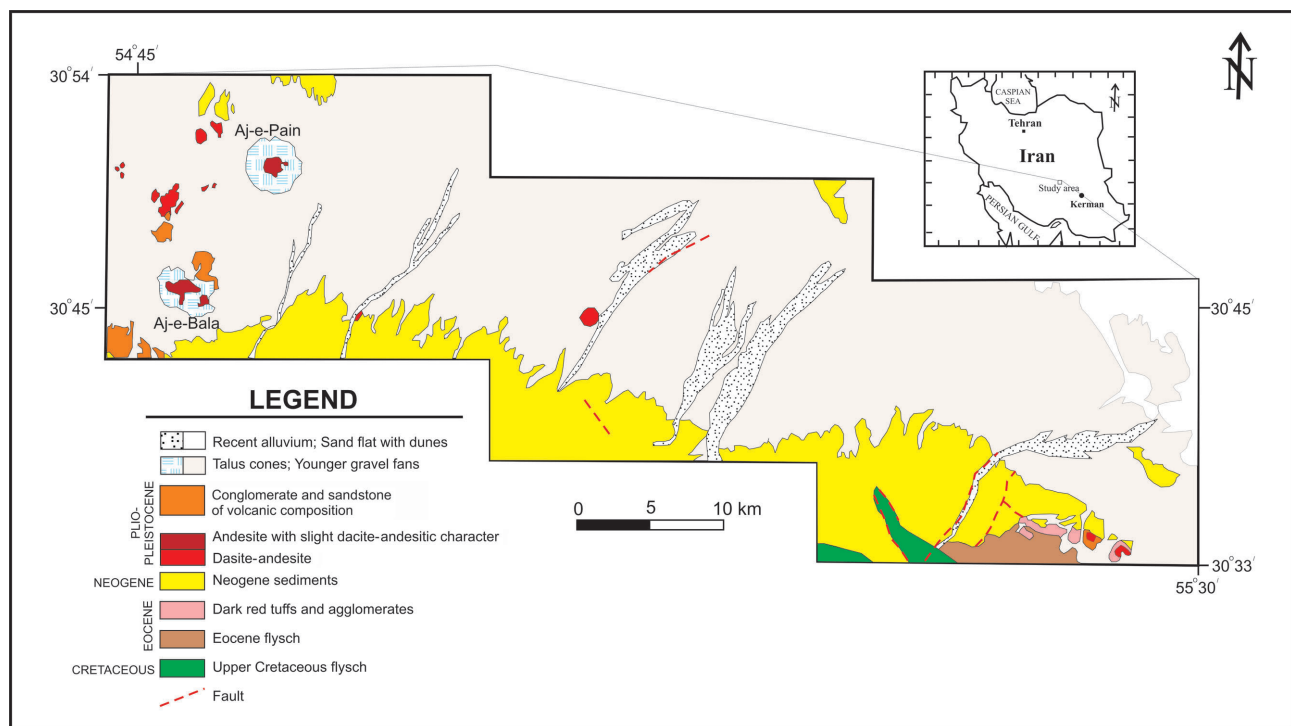 54°45′
30°54′
N
Aj-e-Pain
CASPIAN
SEA
N
Tehran
Iran
Study area
Kerman
PERSIAN GULF
30°45′
Aj-e-Bala
30°45′
LEGEND
Recent alluvium; Sand flat with dunes
Talus cones; Younger gravel fans
PLIO-
PLEISTOCENE
Conglomerate and sandstone
of volcanic composition
Andesite with slight dacite-andesitic character
Dasite-andesite
NEOGENE
Neogene sediments
EOCENE
Dark red tuffs and agglomerates
Eocene flysch
CRETACEOUS
Upper Cretaceous flysch
Fault
0 5 10 km
30°33′
55°30′